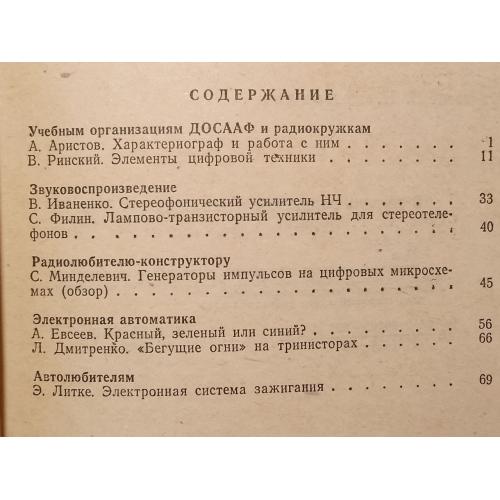 СОДЕРЖАНИЕ
Учебным организациям ДОСААФ и радиокружкам
А. Аристов. Характериограф и работа с ним . . . . . . 1
В. Ринский. Элементы цифровой техники . . . . . . . 11
Звуковоспроизведение
В. Иваненко. Стереофонический усилитель НЧ . . . . . . 33
С. Филин. Лампово-транзисторный усилитель для стереотеле-
фонов . . . . . . . . . . . . . . . . . . . 40
Радиолюбителю-конструктору
С. Минделевич. Генераторы импульсов на цифровых микросхе-
мах (обзор) . . . . . . . . . . . . . . . . 45
Электронная автоматика
А. Евсеев. Красный, зеленый или синий? . . . . . . . . 56
Л. Дмитренко. «Бегущие огни» на тринисторах . . . . . . 66
Автолюбителям
Э. Литке. Электронная система зажигания . . . . . . . 69